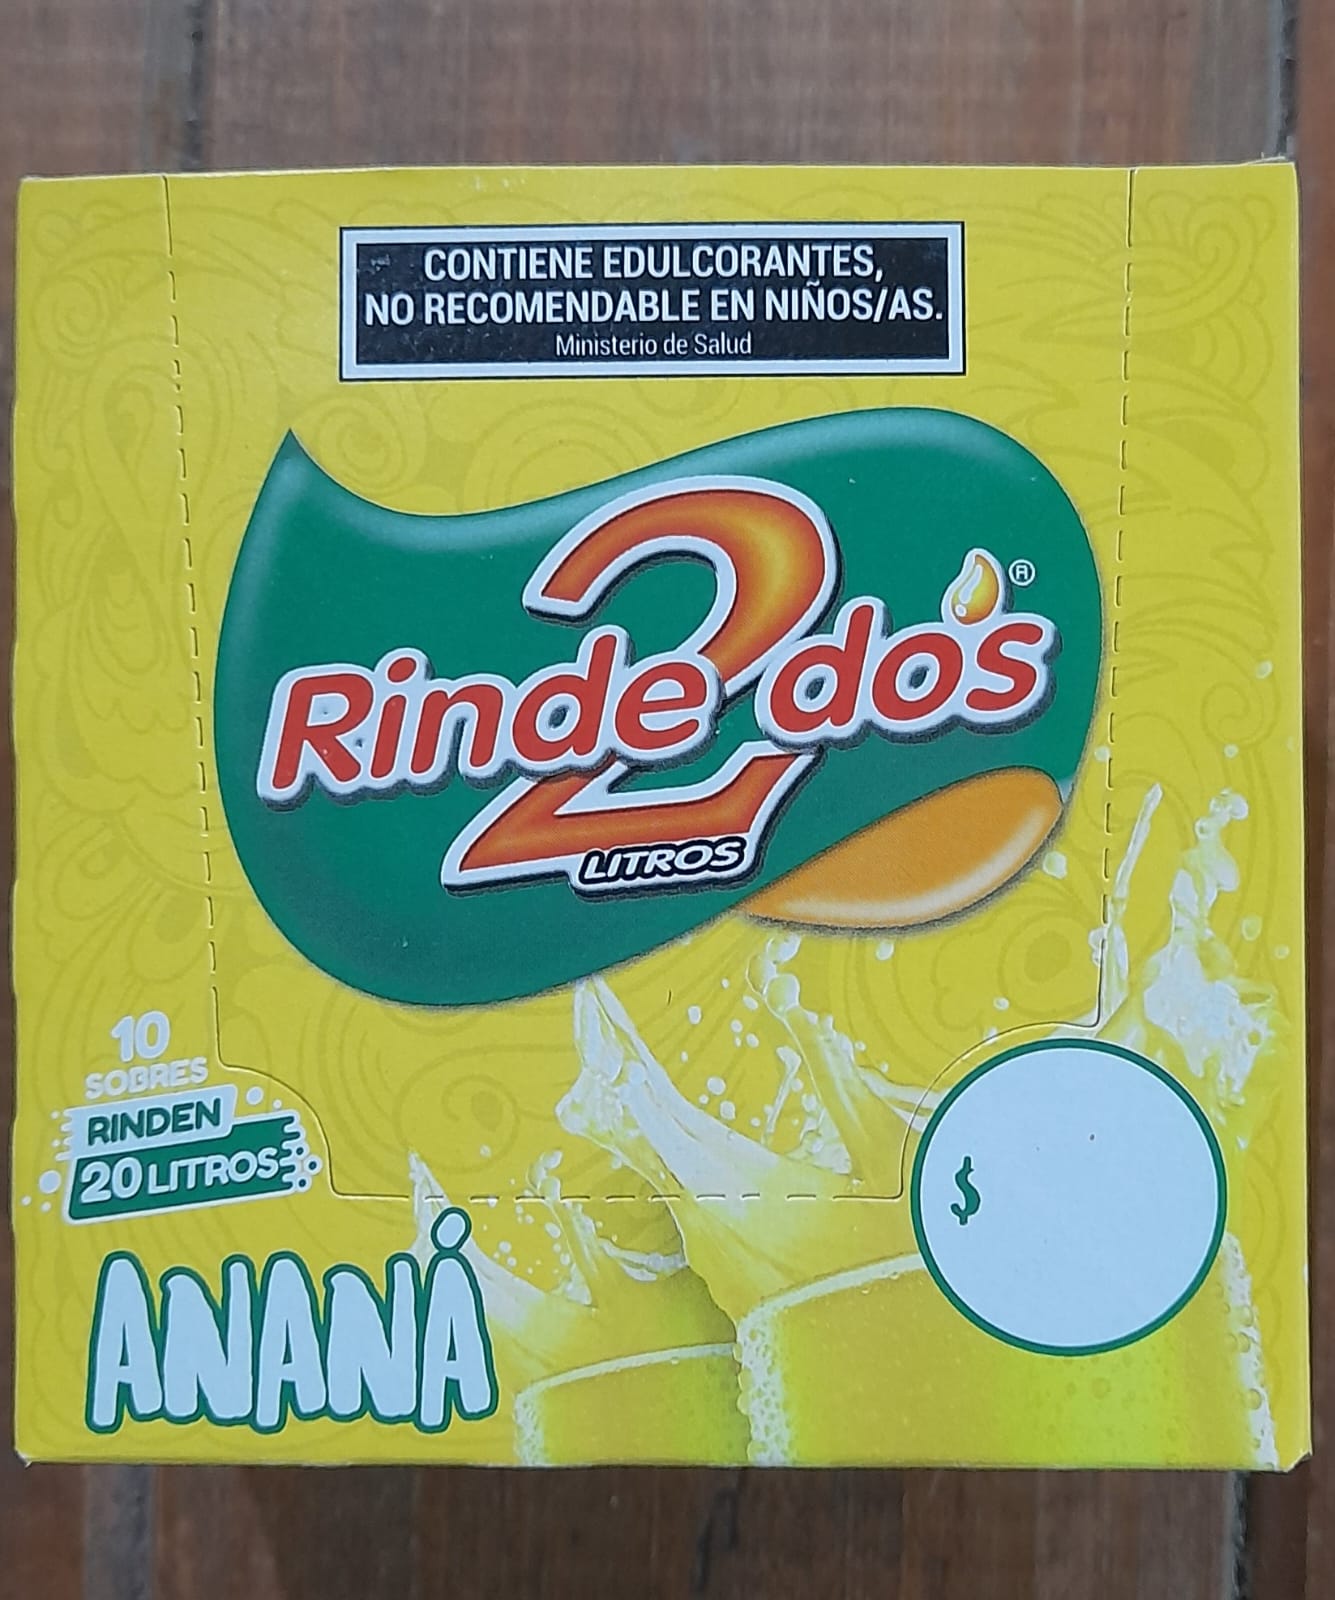 CONTIENE EDULCORANTES,
NO RECOMENDABLE EN NIÑOS/AS.
Ministerio de Salud
2
Rinde dos®
LITROS
10
SOBRES
RINDEN
20 LITROS
$
ANANÁ